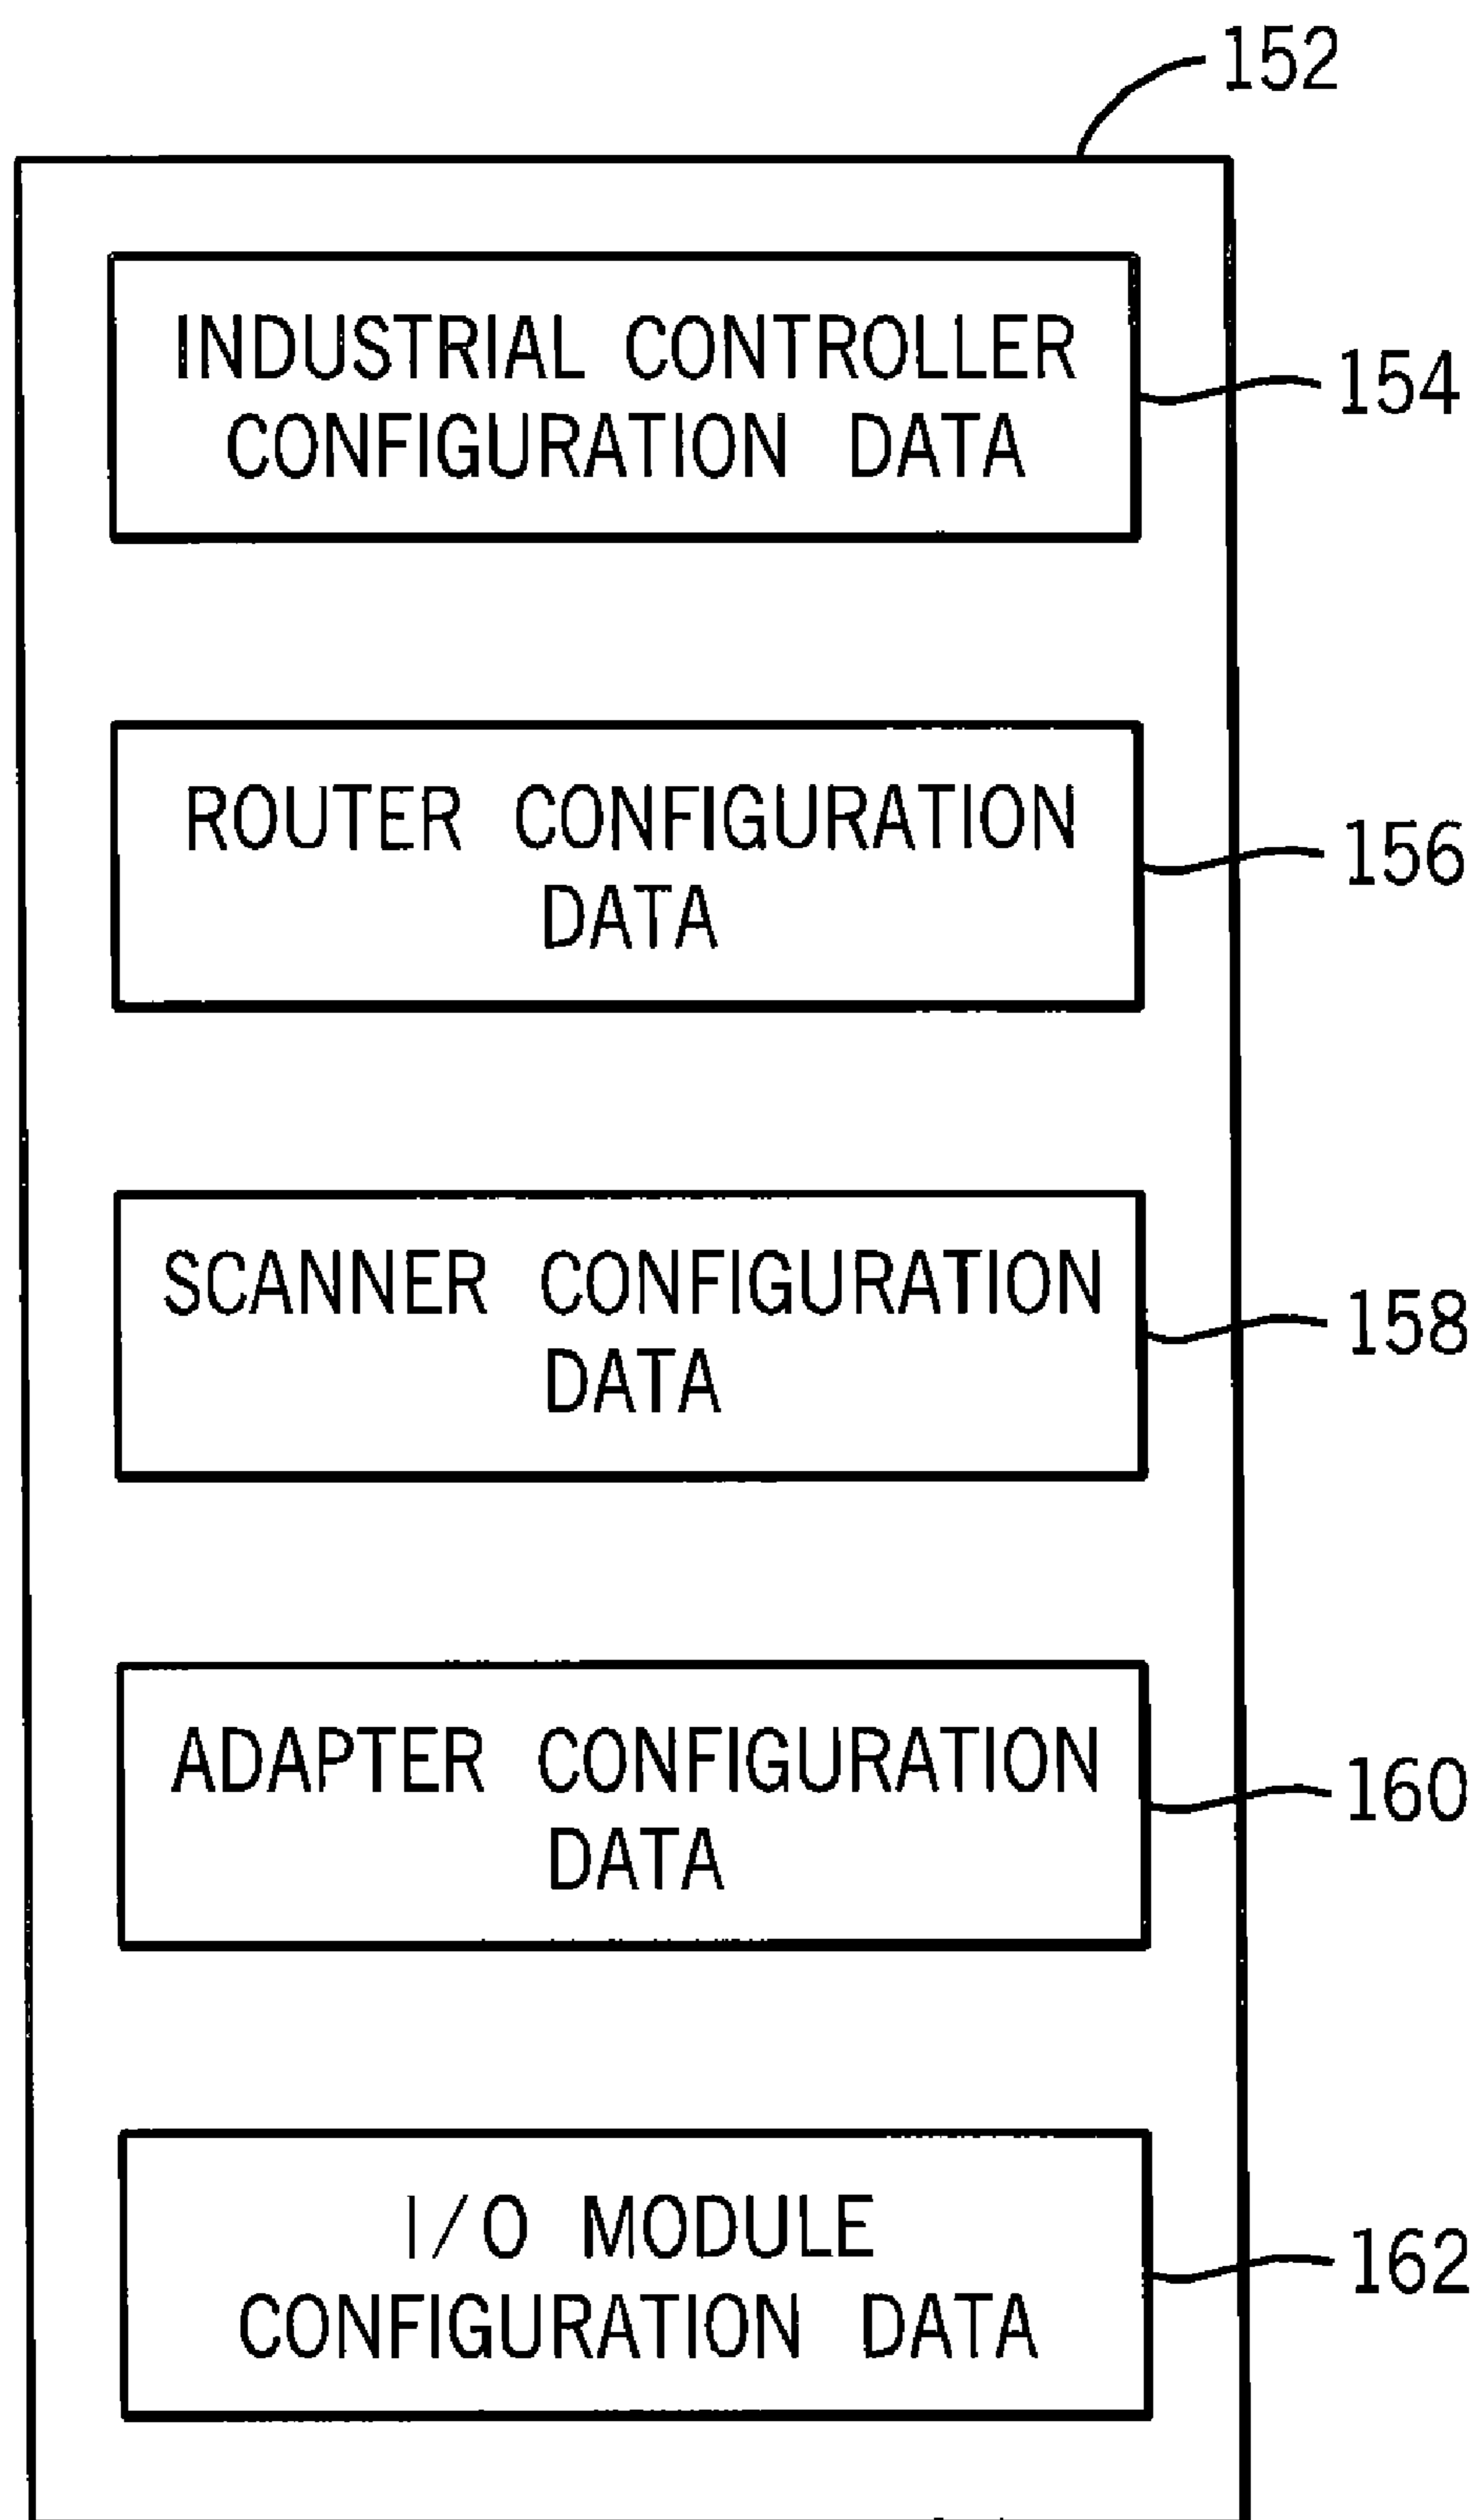 152
INDUSTRIAL CONTROLLER
CONFIGURATION DATA
154
ROUTER CONFIGURATION
DATA
156
SCANNER CONFIGURATION
DATA
158
ADAPTER CONFIGURATION
DATA
160
I/O MODULE
CONFIGURATION DATA
162